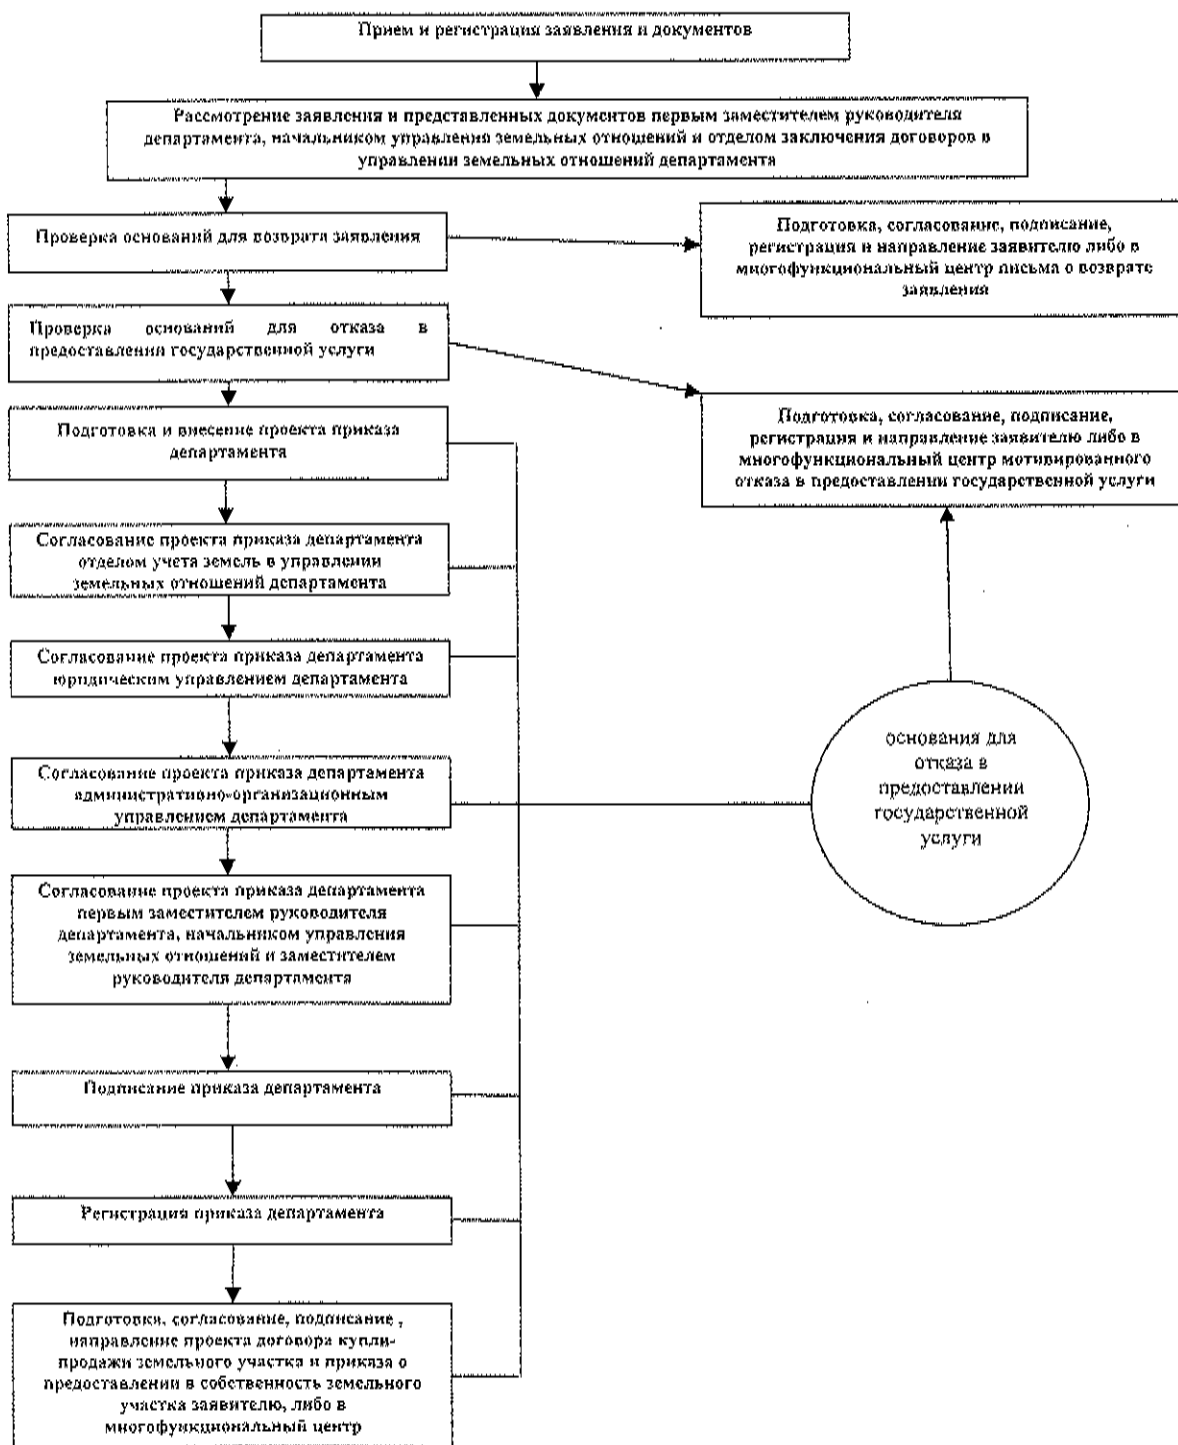 Прием и регистрация заявления и документов
Рассмотрение заявления и представленных документов первым заместителем руководителя
департамента, начальником управления земельных отношений и отделом заключения договоров в
управлении земельных отношений департамента
Проверка оснований для возврата заявления
Подготовка, согласование, подписание,
регистрация и направление заявителю либо в
многофункциональный центр письма о возврате
заявления
Проверка оснований для отказа в
предоставлении государственной услуги
Подготовка, согласование, подписание,
регистрация и направление заявителю либо в
многофункциональный центр мотивированного
отказа в предоставлении государственной услуги
Подготовка и внесение проекта приказа
департамента
Согласование проекта приказа департамента
отделом учета земель в управлении
земельных отношений департамента
Согласование проекта приказа департамента
юридическим управлением департамента
Согласование проекта приказа департамента
административно-организационным
управлением департамента
основания для
отказа в
предоставлении
государственной
услуги
Согласование проекта приказа департамента
первым заместителем руководителя
департамента, начальником управления
земельных отношений и заместителем
руководителя департамента
Подписание приказа департамента
Регистрация приказа департамента
Подготовка, согласование, подписание ,
направление проекта договора купли-
продажи земельного участка и приказа о
предоставлении в собственность земельного
участка заявителю, либо в
многофункциональный центр